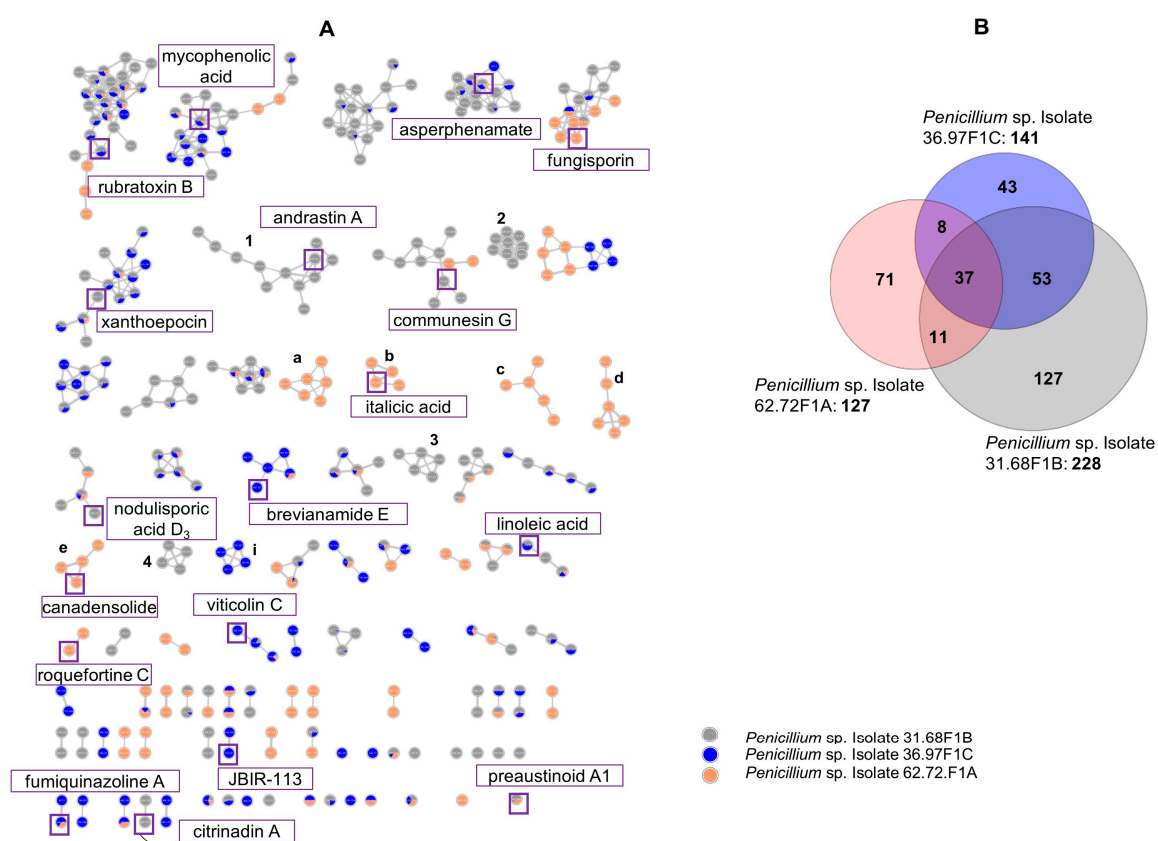 A
mycophenolic
acid
asperphenamate
fungisporin
rubratoxin B
andrastin A
1
2
xanthoepocin
communesin G
a
b
c
d
italicic acid
3
nodulisporic
acid D3
brevianamide E
linoleic acid
e
4
i
canadensolide
viticolin C
roquefortine C
fumiquinazoline A
JBIR-113
preaustinoid A1
citrinadin A
B
Penicillium sp. Isolate
36.97F1C: 141
43
8
71
37
53
11
127
Penicillium sp. Isolate
62.72F1A: 127
Penicillium sp. Isolate
31.68F1B: 228
Penicillium sp. Isolate 31.68F1B
Penicillium sp. Isolate 36.97F1C
Penicillium sp. Isolate 62.72.F1A